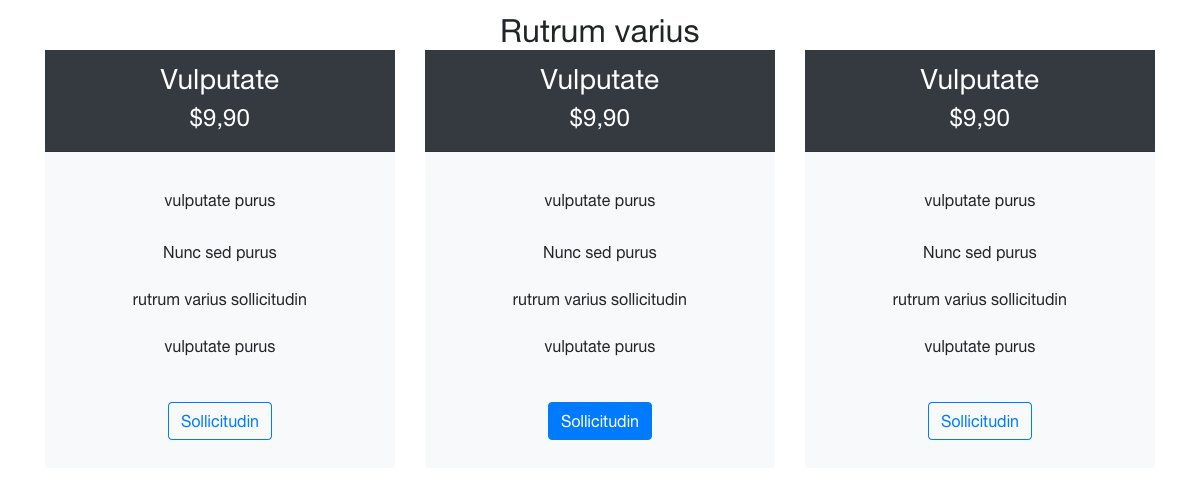 Rutrum varius
Vulputate
$9,90
vulputate purus
Nunc sed purus
rutrum varius sollicitudin
vulputate purus
Sollicitudin
Vulputate
$9,90
vulputate purus
Nunc sed purus
rutrum varius sollicitudin
vulputate purus
Sollicitudin
Vulputate
$9,90
vulputate purus
Nunc sed purus
rutrum varius sollicitudin
vulputate purus
Sollicitudin